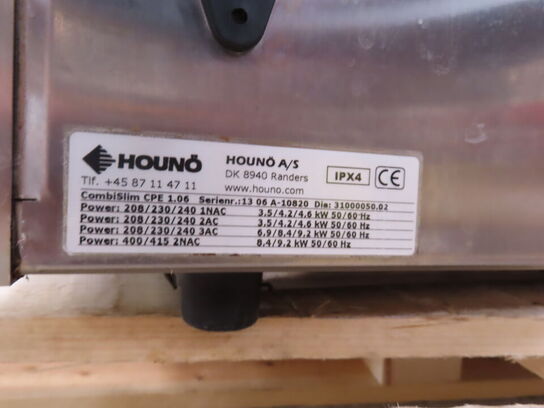 HOUNÖ
Tlf. +45 87 11 47 11
HOUNÖ A/S
DK 8940 Randers
www.houno.com
IPX4 CE
CombiSlim CPE 1.06 Serienr.:13 06 A-10820 Dia: 31000050.02
Power: 208/230/240 1NAC 3.5/4.2/4.6 kW 50/60 Hz
Power: 208/230/240 2AC 3.5/4.2/4.6 kW 50/60 Hz
Power: 208/230/240 3AC 6.9/8.4/9.2 kW 50/60 Hz
Power: 400/415 2NAC 8.4/9.2 kW 50/60 Hz